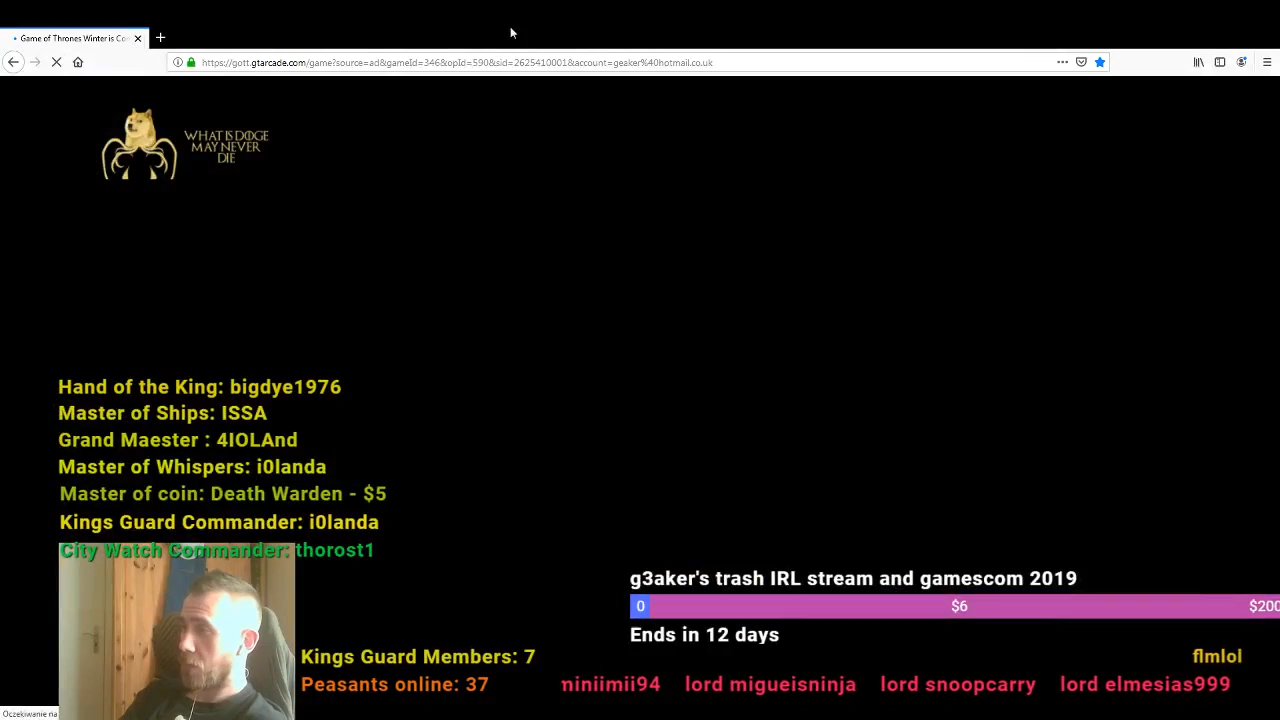 Game of Thrones Winter is Co
https://gott.gtarcade.com/game?source=ad&gameId=346&opId=590&sid=2625410001&account=geaker%40hotmail.co.uk
WHAT IS DOGE
MAY NEVER
DIE
Hand of the King: bigdye1976
Master of Ships: ISSA
Grand Maester : 4IOLAnd
Master of Whispers: i0landa
Master of coin: Death Warden - $5
Kings Guard Commander: i0landa
City Watch Commander: thorost1
g3aker's trash IRL stream and gamescom 2019
0 $6 $200
Ends in 12 days
Kings Guard Members: 7
flmlol
Peasants online: 37
miniimii94 lord migueisninja lord snoopcarry lord elmesias999
Oczekiwanie na